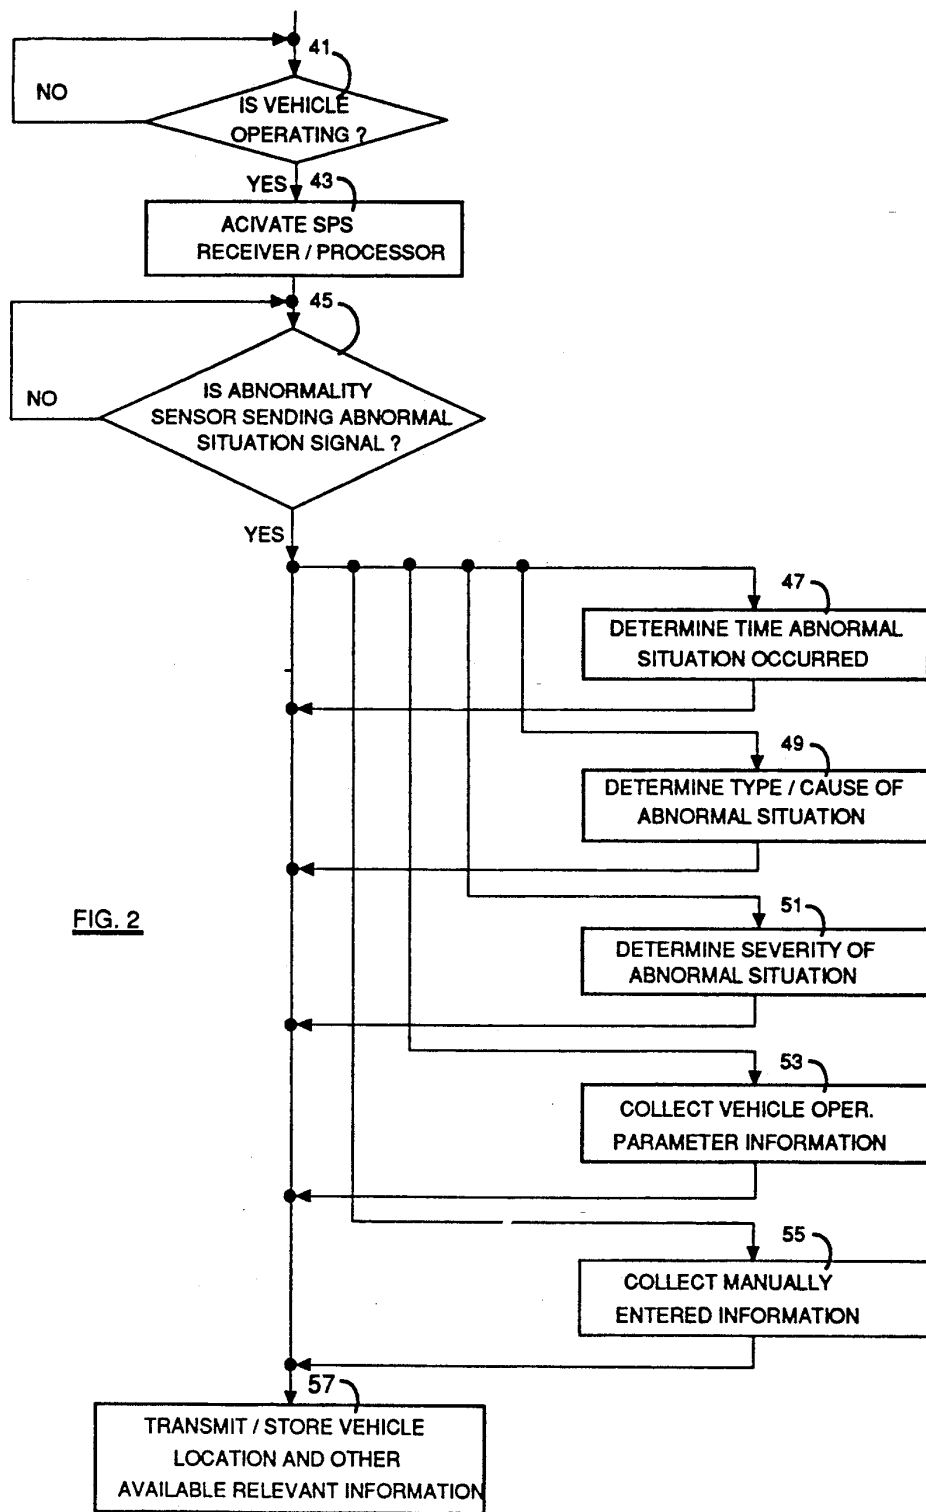 41
NO
IS VEHICLE
OPERATING ?
YES
43
ACIVATE SPS
RECEIVER / PROCESSOR
45
NO
IS ABNORMALITY
SENSOR SENDING ABNORMAL
SITUATION SIGNAL ?
YES
47
DETERMINE TIME ABNORMAL
SITUATION OCCURRED
49
DETERMINE TYPE / CAUSE OF
ABNORMAL SITUATION
FIG. 2
51
DETERMINE SEVERITY OF
ABNORMAL SITUATION
53
COLLECT VEHICLE OPER.
PARAMETER INFORMATION
55
COLLECT MANUALLY
ENTERED INFORMATION
57
TRANSMIT / STORE VEHICLE
LOCATION AND OTHER
AVAILABLE RELEVANT INFORMATION